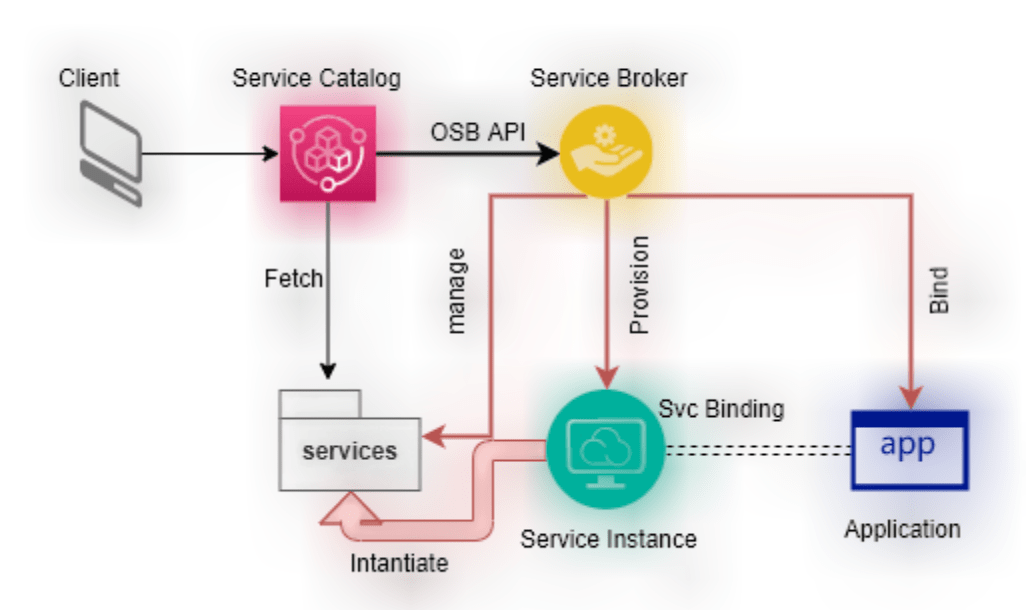 Client
Service Catalog
Service Broker
OSB API
Fetch
manage
Provision
Bind
Svc Binding
services
app
Service Instance
Application
Intantiate